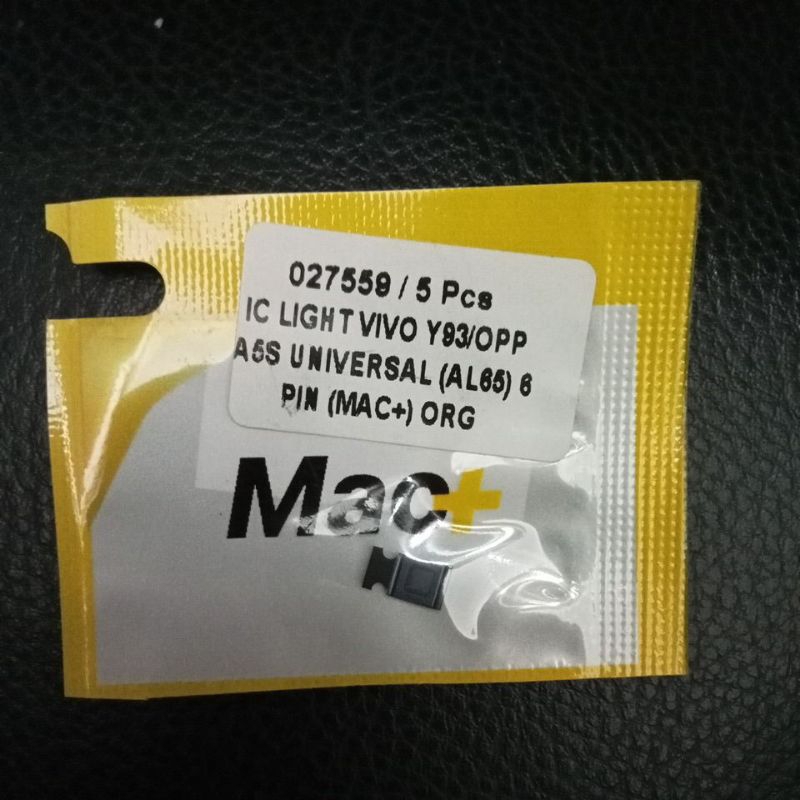 027559 / 5 Pcs
IC LIGHT VIVO Y93/OPP
A5S UNIVERSAL (AL65) 6
PIN (MAC+) ORG
Mac+